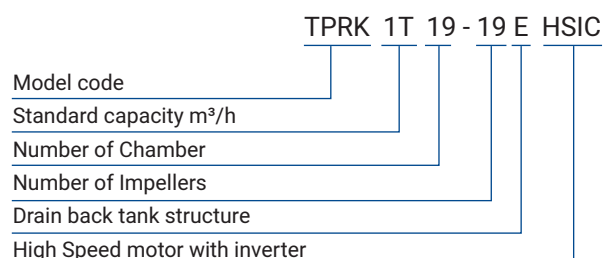 TPRK 1T 19 - 19 E HSIC
Model code
Standard capacity m³/h
Number of Chamber
Number of Impellers
Drain back tank structure
High Speed motor with inverter